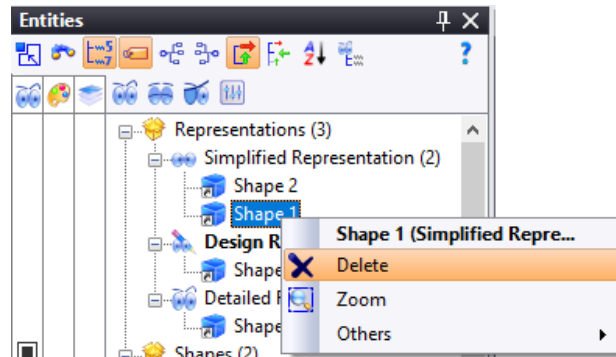 Entities
?
Representations (3)
Simplified Representation (2)
Shape 2
Shape 1
Shape 1 (Simplified Repre...
Design R
Delete
Shape
Zoom
Detailed
Others
Shape
Shapes (2)